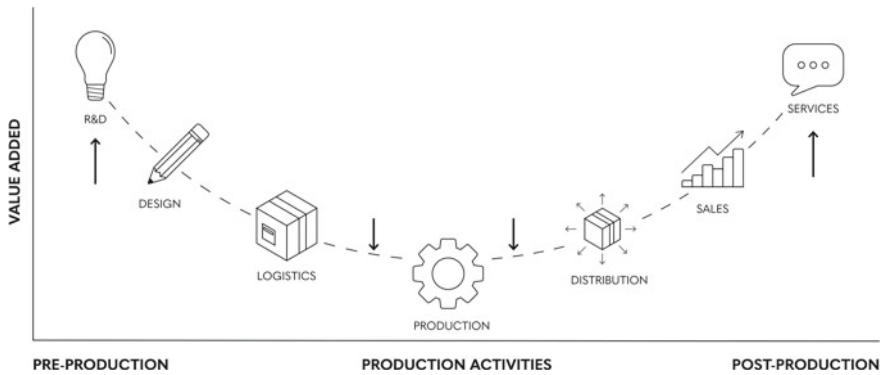 VALUE ADDED
R&D
DESIGN
LOGISTICS
PRODUCTION
DISTRIBUTION
SALES
SERVICES
PRE-PRODUCTION
PRODUCTION ACTIVITIES
POST-PRODUCTION